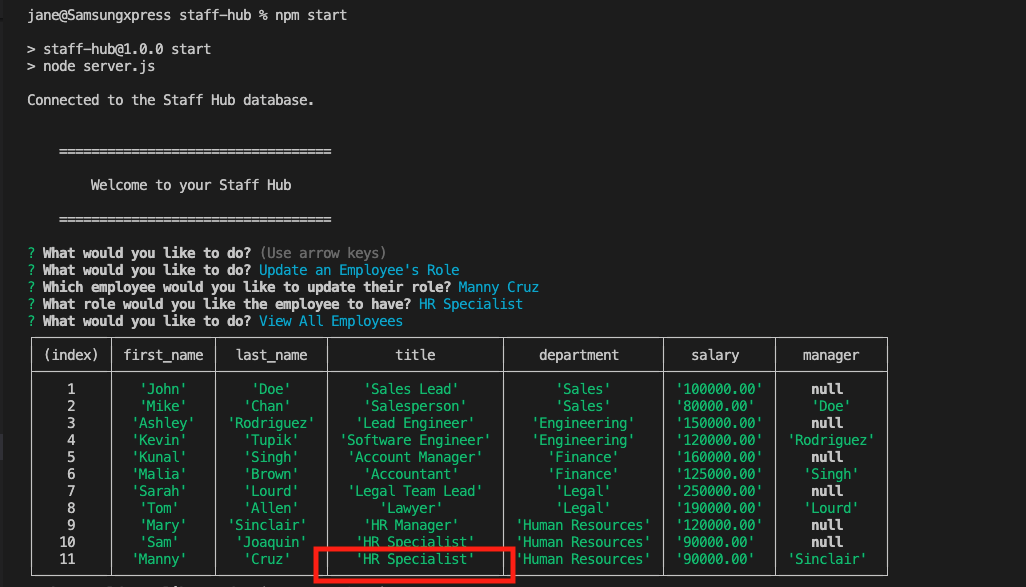 jane@Samsungxpress staff-hub % npm start
> staff-hub@1.0.0 start
> node server.js
Connected to the Staff Hub database.
==================================
Welcome to your Staff Hub
==================================
? What would you like to do? (Use arrow keys)
? What would you like to do? Update an Employee's Role
? Which employee would you like to update their role? Manny Cruz
? What role would you like the employee to have? HR Specialist
? What would you like to do? View All Employees
(index) first_name last_name title department salary manager
1 'John' 'Doe' 'Sales Lead' 'Sales' '100000.00' null
2 'Mike' 'Chan' 'Salesperson' 'Sales' '80000.00' 'Doe'
3 'Ashley' 'Rodriguez' 'Lead Engineer' 'Engineering' '150000.00' null
4 'Kevin' 'Tupik' 'Software Engineer' 'Engineering' '120000.00' 'Rodriguez'
5 'Kunal' 'Singh' 'Account Manager' 'Finance' '160000.00' null
6 'Malia' 'Brown' 'Accountant' 'Finance' '125000.00' 'Singh'
7 'Sarah' 'Lourd' 'Legal Team Lead' 'Legal' '250000.00' null
8 'Tom' 'Allen' 'Lawyer' 'Legal' '190000.00' 'Lourd'
9 'Mary' 'Sinclair' 'HR Manager' 'Human Resources' '120000.00' null
10 'Sam' 'Joaquin' 'HR Specialist' 'Human Resources' '90000.00' null
11 'Manny' 'Cruz' 'HR Specialist' 'Human Resources' '90000.00' 'Sinclair'